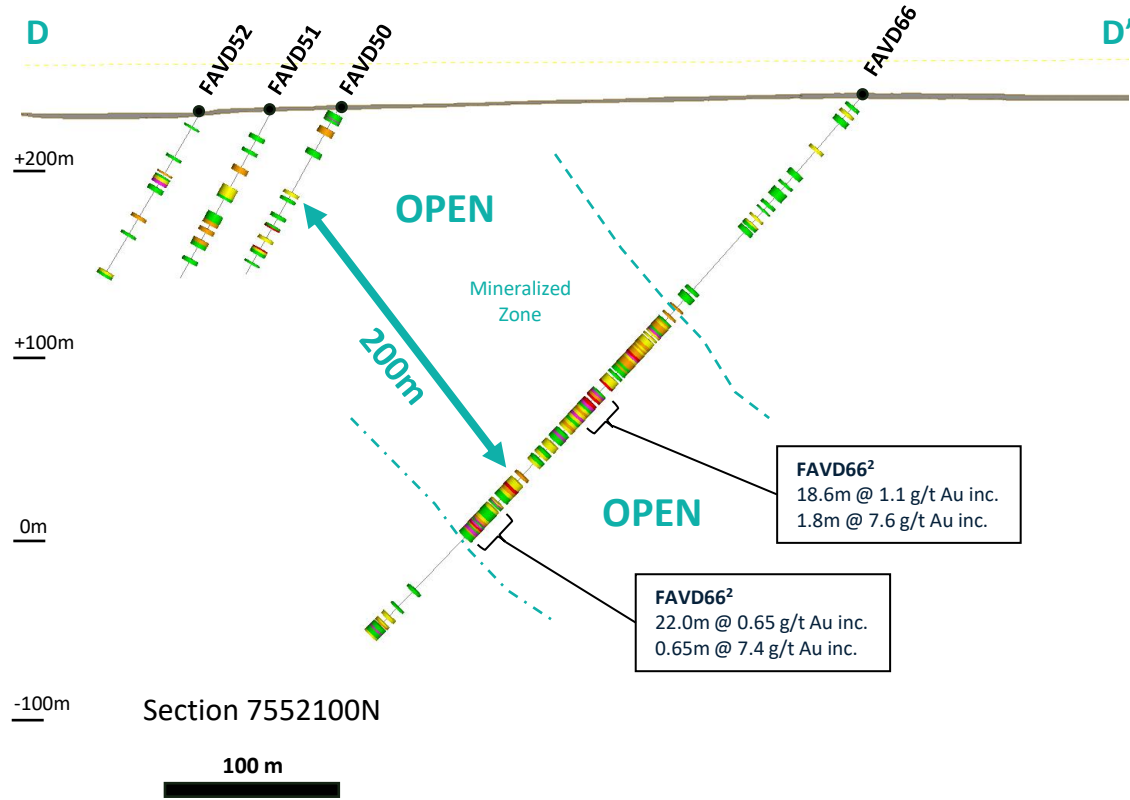 D
D'
FAVD52
FAVD51
FAVD50
FAVD66
+200m
OPEN
Mineralized
Zone
+100m
200m
FAVD66²
18.6m @ 1.1 g/t Au inc.
1.8m @ 7.6 g/t Au inc.
OPEN
0m
FAVD66²
22.0m @ 0.65 g/t Au inc.
0.65m @ 7.4 g/t Au inc.
-100m
Section 7552100N
100 m